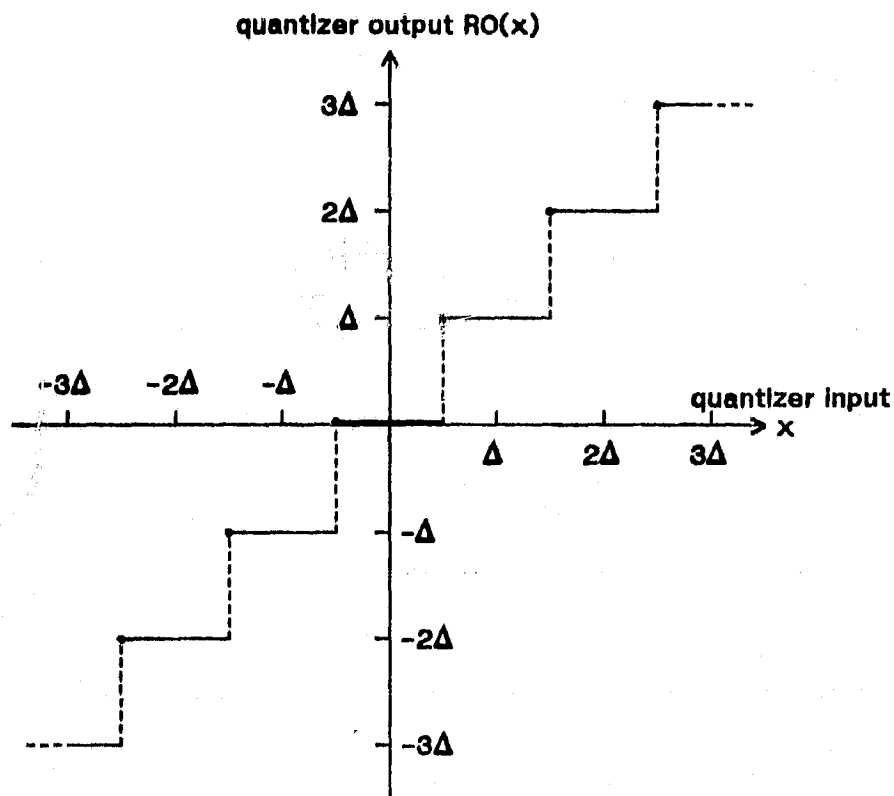 quantizer output RO(x)
3Δ
2Δ
Δ
-3Δ -2Δ -Δ
quantizer input
x
Δ 2Δ 3Δ
-Δ
-2Δ
-3Δ